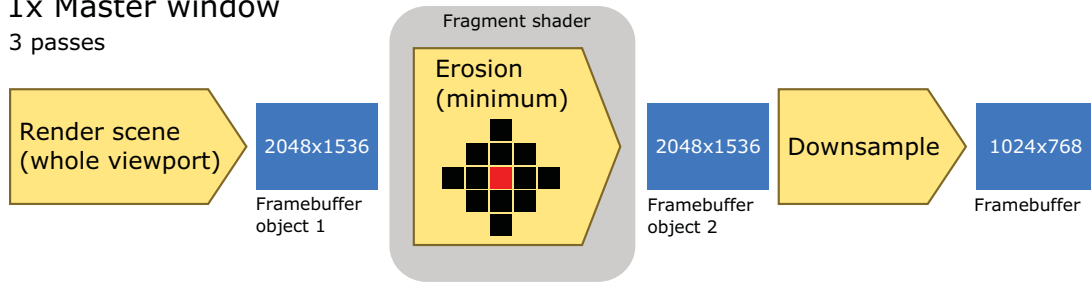 1x Master window
3 passes
Fragment shader
Render scene
(whole viewport)
2048x1536
Framebuffer
object 1
Erosion
(minimum)
2048x1536
Framebuffer
object 2
Downsample
1024x768
Framebuffer